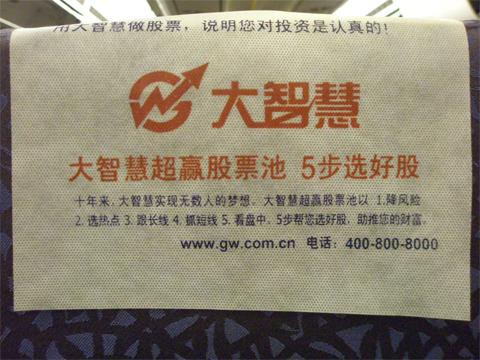 用大智慧做股票，说明您对投资是认真的！
大智慧
大智慧超赢股票池 5步选好股
十年来，大智慧实现无数人的梦想。大智慧超赢股票池以 1.降风险
2.选热点 3.跟长线 4.抓短线 5.看盘中，5步帮您选好股，助推您的财富。
www.gw.com.cn 电话：400-800-8000